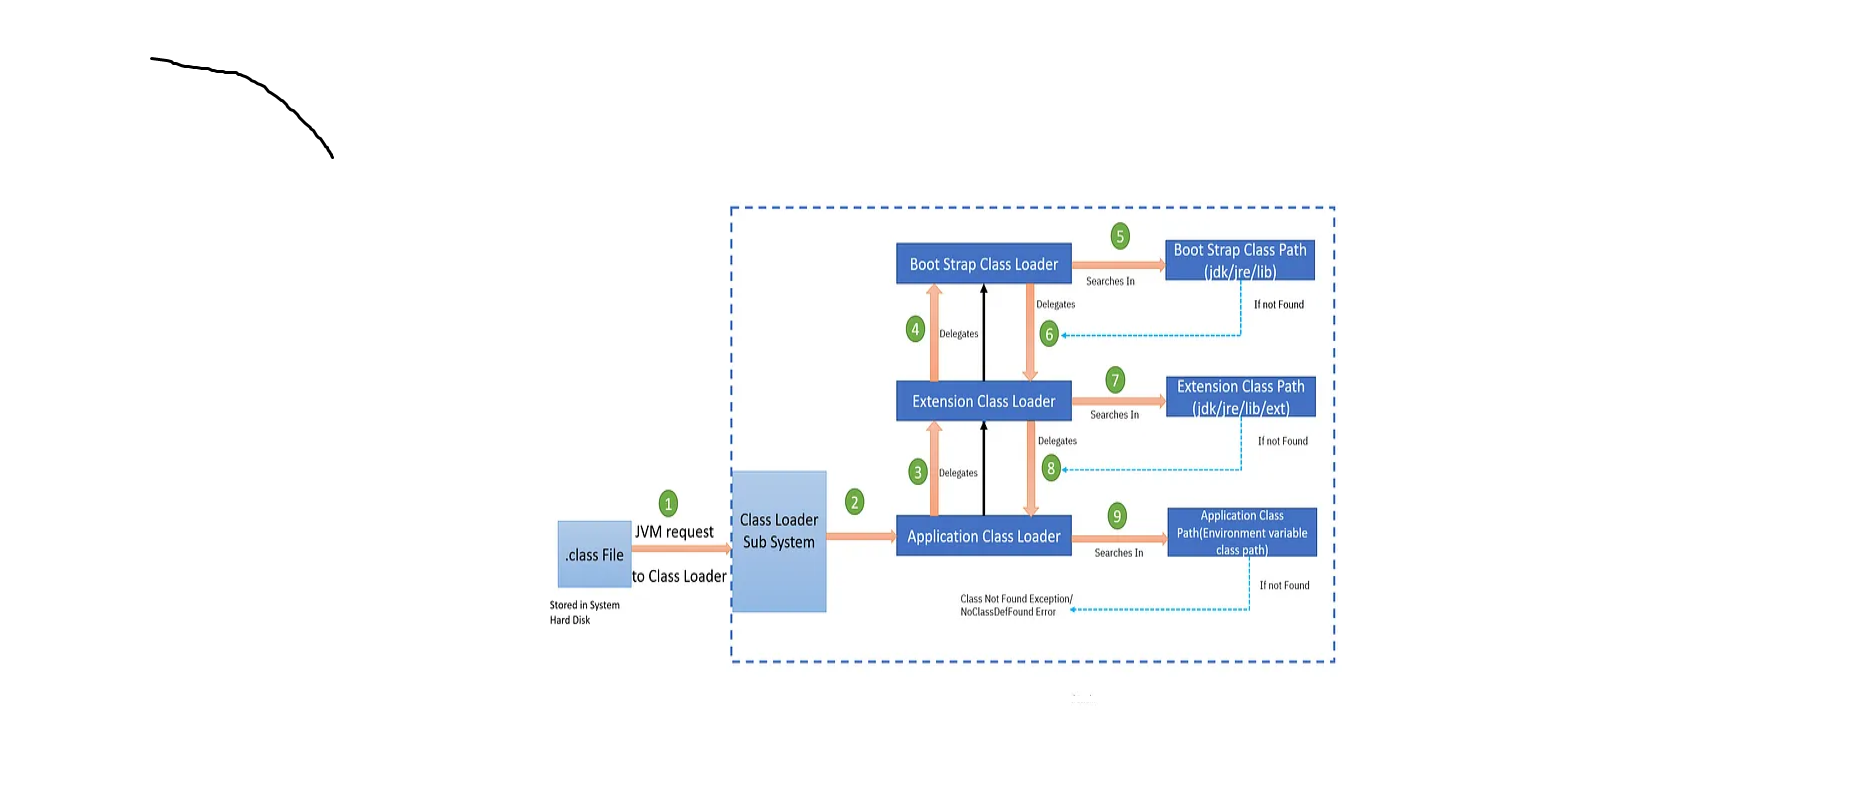 5
Boot Strap Class Loader
Boot Strap Class Path
(jdk/jre/lib)
Searches In
If not Found
Delegates
4
Delegates
6
7
Extension Class Loader
Extension Class Path
(jdk/jre/lib/ext)
Searches In
If not Found
Delegates
3
Delegates
8
1
JVM request
to Class Loader
.class File
Stored in System
Hard Disk
Class Loader
Sub System
2
9
Application Class Loader
Application Class
Path(Environment variable
class path)
Searches In
If not Found
Class Not Found Exception/
NoClassDefFound Error